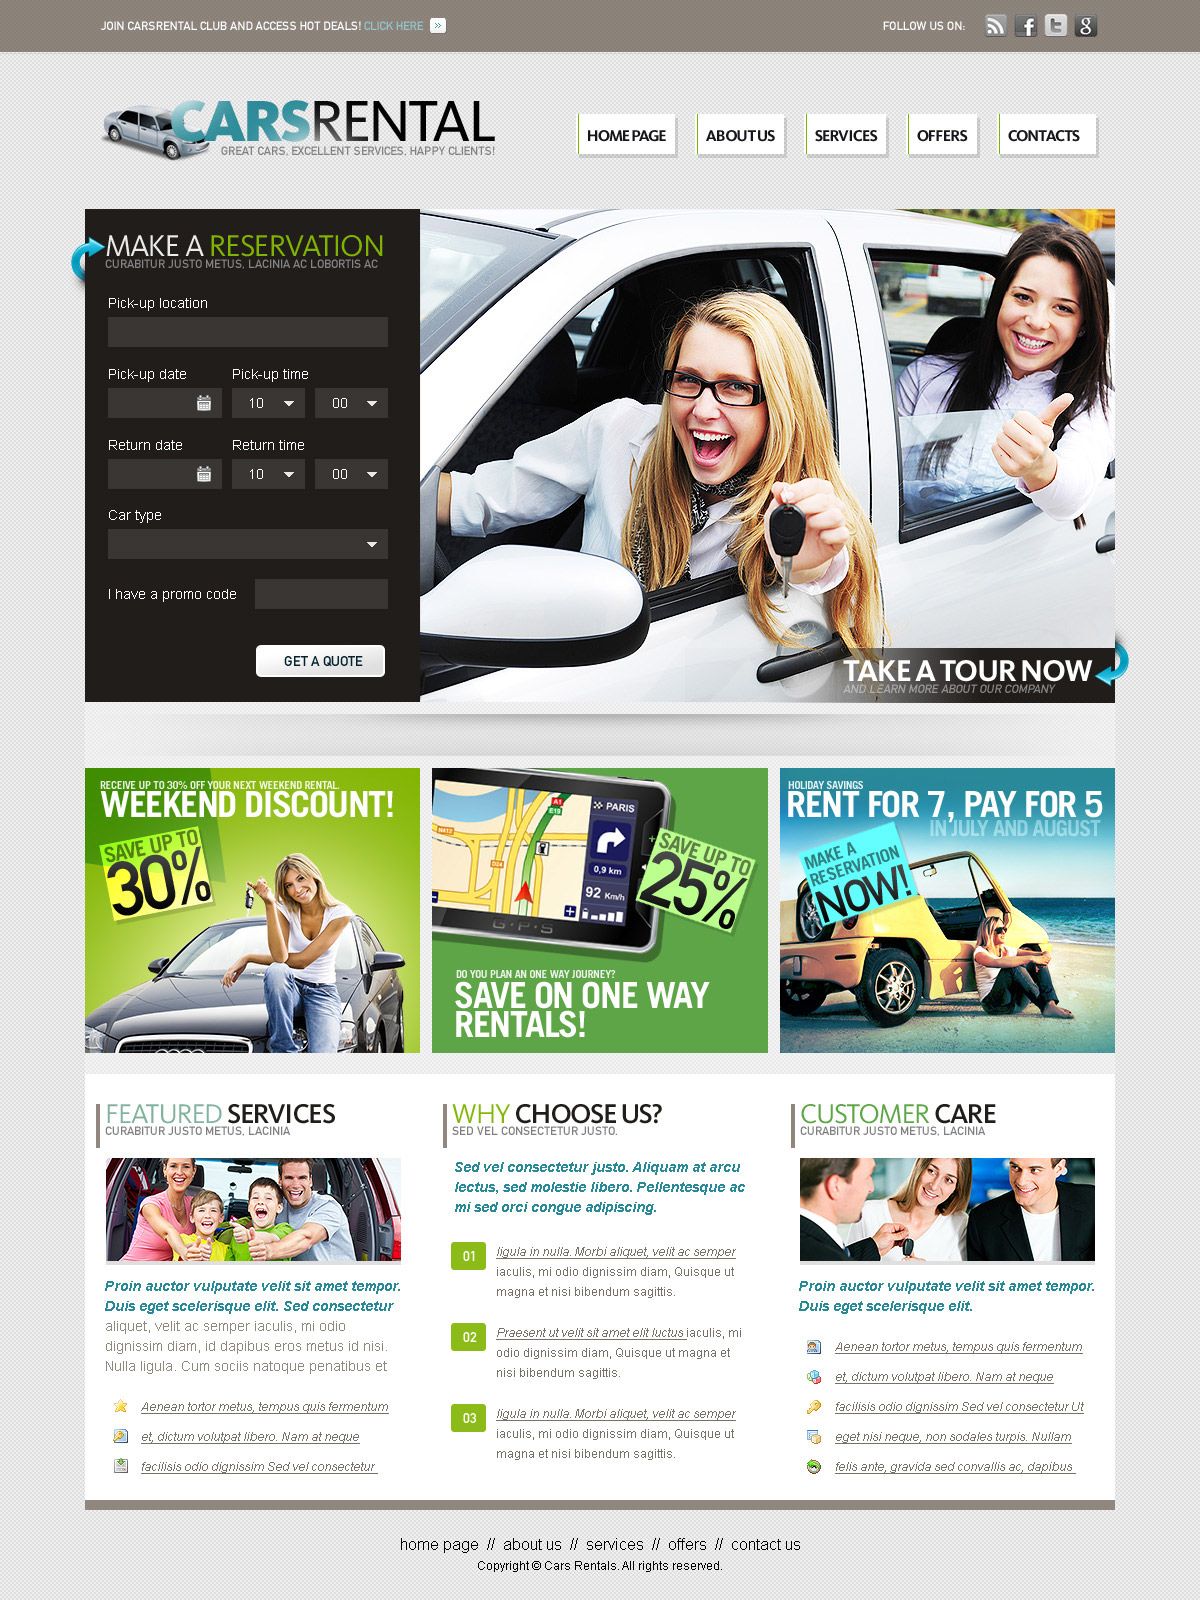 JOIN CARSRENTAL CLUB AND ACCESS HOT DEALS! CLICK HERE »
FOLLOW US ON:
CARSRENTAL
GREAT CARS, EXCELLENT SERVICES, HAPPY CLIENTS!
HOME PAGE
ABOUT US
SERVICES
OFFERS
CONTACTS
MAKE A RESERVATION
CURABITUR JUSTO METUS, LACINIA AC LOBORTIS AC
Pick-up location
Pick-up date
Pick-up time
10
00
Return date
Return time
10
00
Car type
I have a promo code
GET A QUOTE
TAKE A TOUR NOW
AND LEARN MORE ABOUT OUR COMPANY
RECEIVE UP TO 30% OFF YOUR NEXT WEEKEND RENTAL.
WEEKEND DISCOUNT!
SAVE UP TO
30%
A1
E19
PARIS
N412
D24
0,9 km
92 Km/h
GPS
SAVE UP TO
25%
DO YOU PLAN AN ONE WAY JOURNEY?
SAVE ON ONE WAY
RENTALS!
HOLIDAY SAVINGS
RENT FOR 7, PAY FOR 5
IN JULY AND AUGUST
MAKE A
RESERVATION
NOW!
FEATURED SERVICES
CURABITUR JUSTO METUS, LACINIA
Proin auctor vulputate velit sit amet tempor.
Duis eget scelerisque elit. Sed consectetur
aliquet, velit ac semper iaculis, mi odio
dignissim diam, id dapibus eros metus id nisi.
Nulla ligula. Cum sociis natoque penatibus et
Aenean tortor metus, tempus quis fermentum
et, dictum volutpat libero. Nam at neque
facilisis odio dignissim Sed vel consectetur
WHY CHOOSE US?
SED VEL CONSECTETUR JUSTO.
Sed vel consectetur justo. Aliquam at arcu
lectus, sed molestie libero. Pellentesque ac
mi sed orci congue adipiscing.
01
ligula in nulla. Morbi aliquet, velit ac semper
iaculis, mi odio dignissim diam, Quisque ut
magna et nisi bibendum sagittis.
02
Praesent ut velit sit amet elit luctus iaculis, mi
odio dignissim diam, Quisque ut magna et
nisi bibendum sagittis.
03
ligula in nulla. Morbi aliquet, velit ac semper
iaculis, mi odio dignissim diam, Quisque ut
magna et nisi bibendum sagittis.
CUSTOMER CARE
CURABITUR JUSTO METUS, LACINIA
Proin auctor vulputate velit sit amet tempor.
Duis eget scelerisque elit.
Aenean tortor metus, tempus quis fermentum
et, dictum volutpat libero. Nam at neque
facilisis odio dignissim Sed vel consectetur Ut
eget nisi neque, non sodales turpis. Nullam
felis ante, gravida sed convallis ac, dapibus
home page // about us // services // offers // contact us
Copyright © Cars Rentals. All rights reserved.